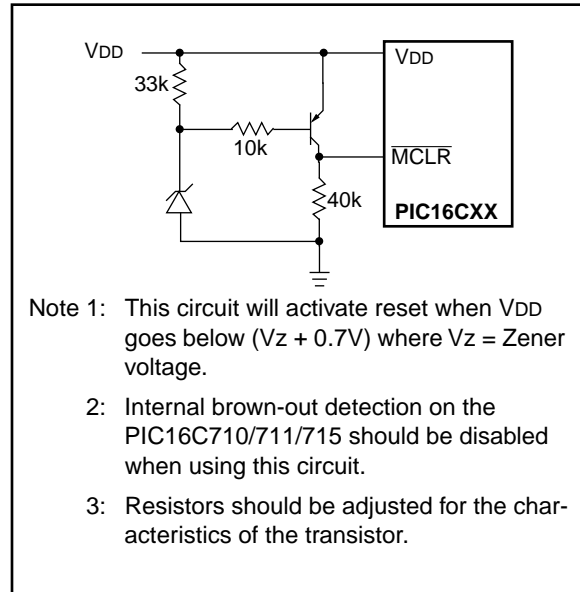 VDD
VDD
33k
10k
MCLR
40k
PIC16CXX
Note 1: This circuit will activate reset when VDD
goes below (Vz + 0.7V) where Vz = Zener
voltage.
2: Internal brown-out detection on the
PIC16C710/711/715 should be disabled
when using this circuit.
3: Resistors should be adjusted for the char-
acteristics of the transistor.